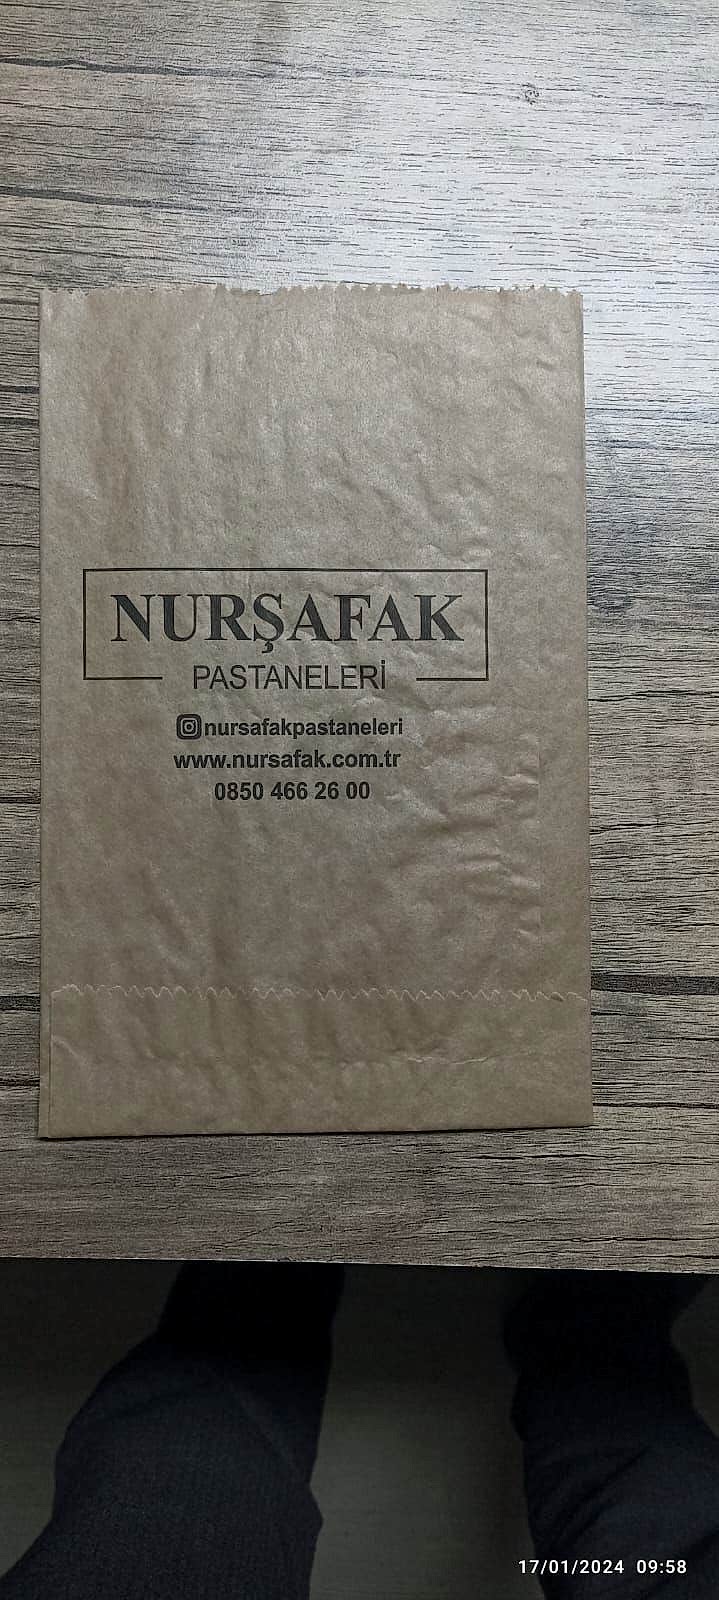 NURŞAFAK
PASTANELERİ
nursafakpastaneleri
www.nursafak.com.tr
0850 466 26 00
17/01/2024 09:58